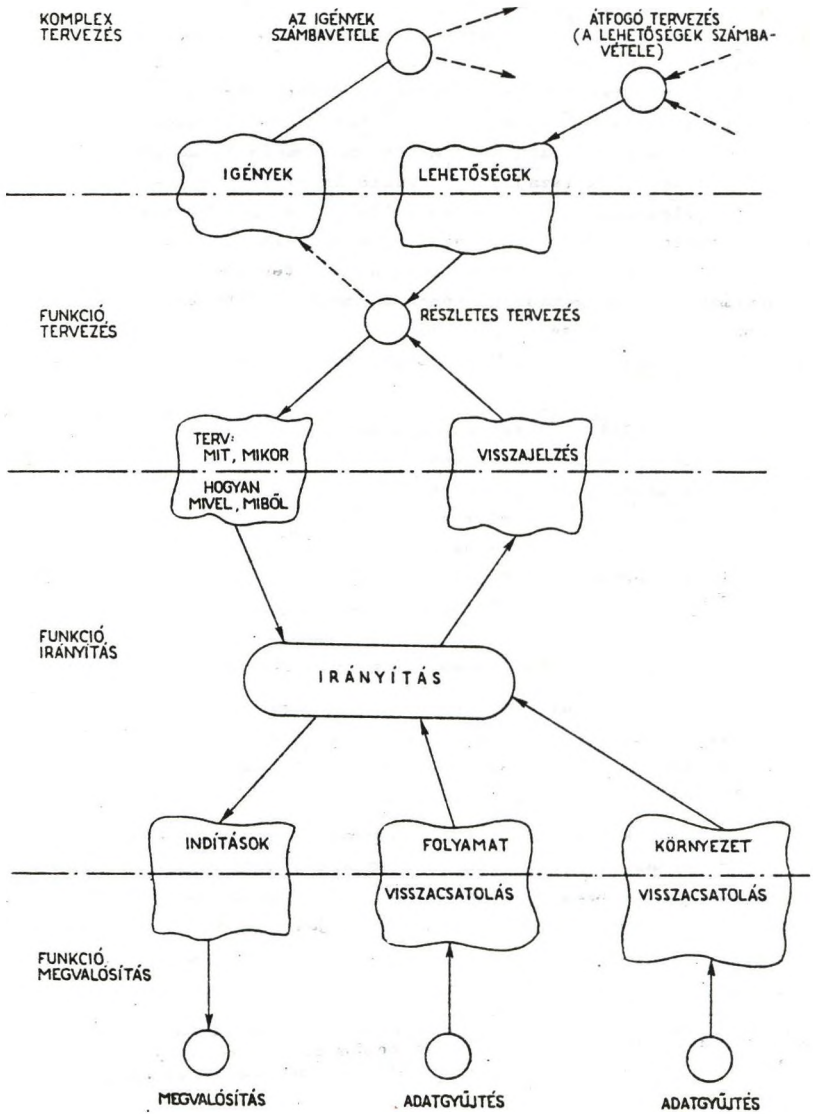 KOMPLEX
TERVEZÉS
AZ IGÉNYEK
SZÁMBAVÉTELE
ÁTFOGÓ TERVEZÉS
(A LEHETŐSÉGEK SZÁMBA-
VÉTELE)
IGÉNYEK
LEHETŐSÉGEK
FUNKCIÓ
TERVEZÉS
RÉSZLETES TERVEZÉS
TERV:
MIT, MIKOR
HOGYAN
MIVEL, MIBŐL
VISSZAJELZÉS
FUNKCIÓ
IRÁNYÍTÁS
IRÁNYÍTÁS
INDÍTÁSOK
FOLYAMAT
VISSZACSATOLÁS
KÖRNYEZET
VISSZACSATOLÁS
FUNKCIÓ
MEGVALÓSÍTÁS
MEGVALÓSÍTÁS
ADATGYŰJTÉS
ADATGYŰJTÉS